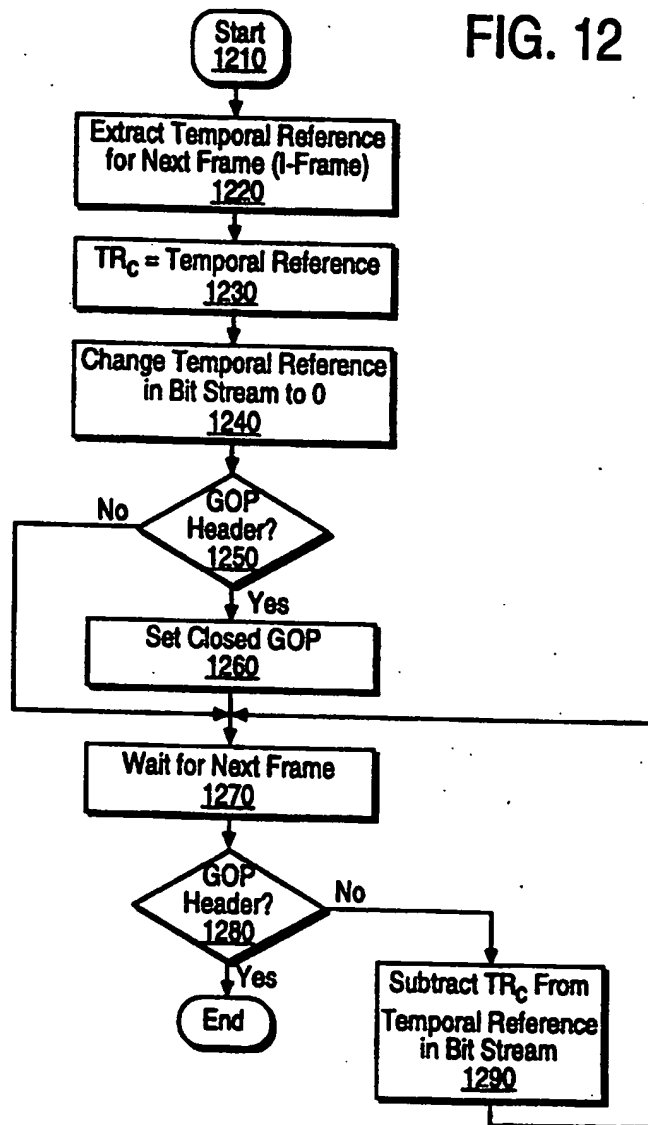 FIG. 12
Start
1210
Extract Temporal Reference
for Next Frame (I-Frame)
1220
TRC = Temporal Reference
1230
Change Temporal Reference
in Bit Stream to 0
1240
GOP
Header?
1250
No
Yes
Set Closed GOP
1260
Wait for Next Frame
1270
GOP
Header?
1280
No
Yes
End
Subtract TRC From
Temporal Reference
in Bit Stream
1290